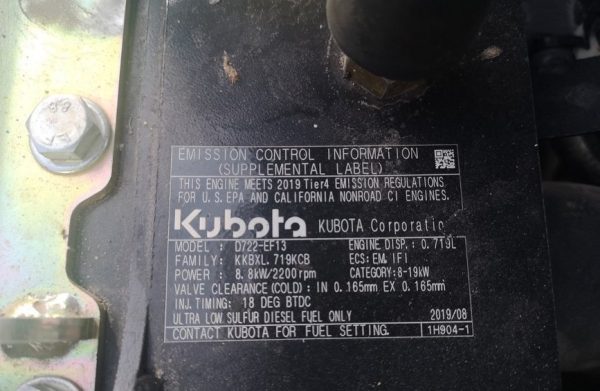 8.8
EMISSION CONTROL INFORMATION
(SUPPLEMENTAL LABEL)
THIS ENGINE MEETS 2019 Tier4 EMISSION REGULATIONS
FOR U.S. EPA AND CALIFORNIA NONROAD CI ENGINES.
Kubota KUBOTA Corporatic
MODEL : D722-EF13 ENGINE DISP.: 0.719L
FAMILY: KKBXL.719KCB ECS: EM, IFI
POWER : 8.8kW/2200rpm CATEGORY:8-19kW
VALVE CLEARANCE(COLD): IN 0.165mm EX 0.165mm
INJ. TIMING: 18 DEG BTDC
ULTRA LOW SULFUR DIESEL FUEL ONLY 2019/08
CONTACT KUBOTA FOR FUEL SETTING. 1H904-1